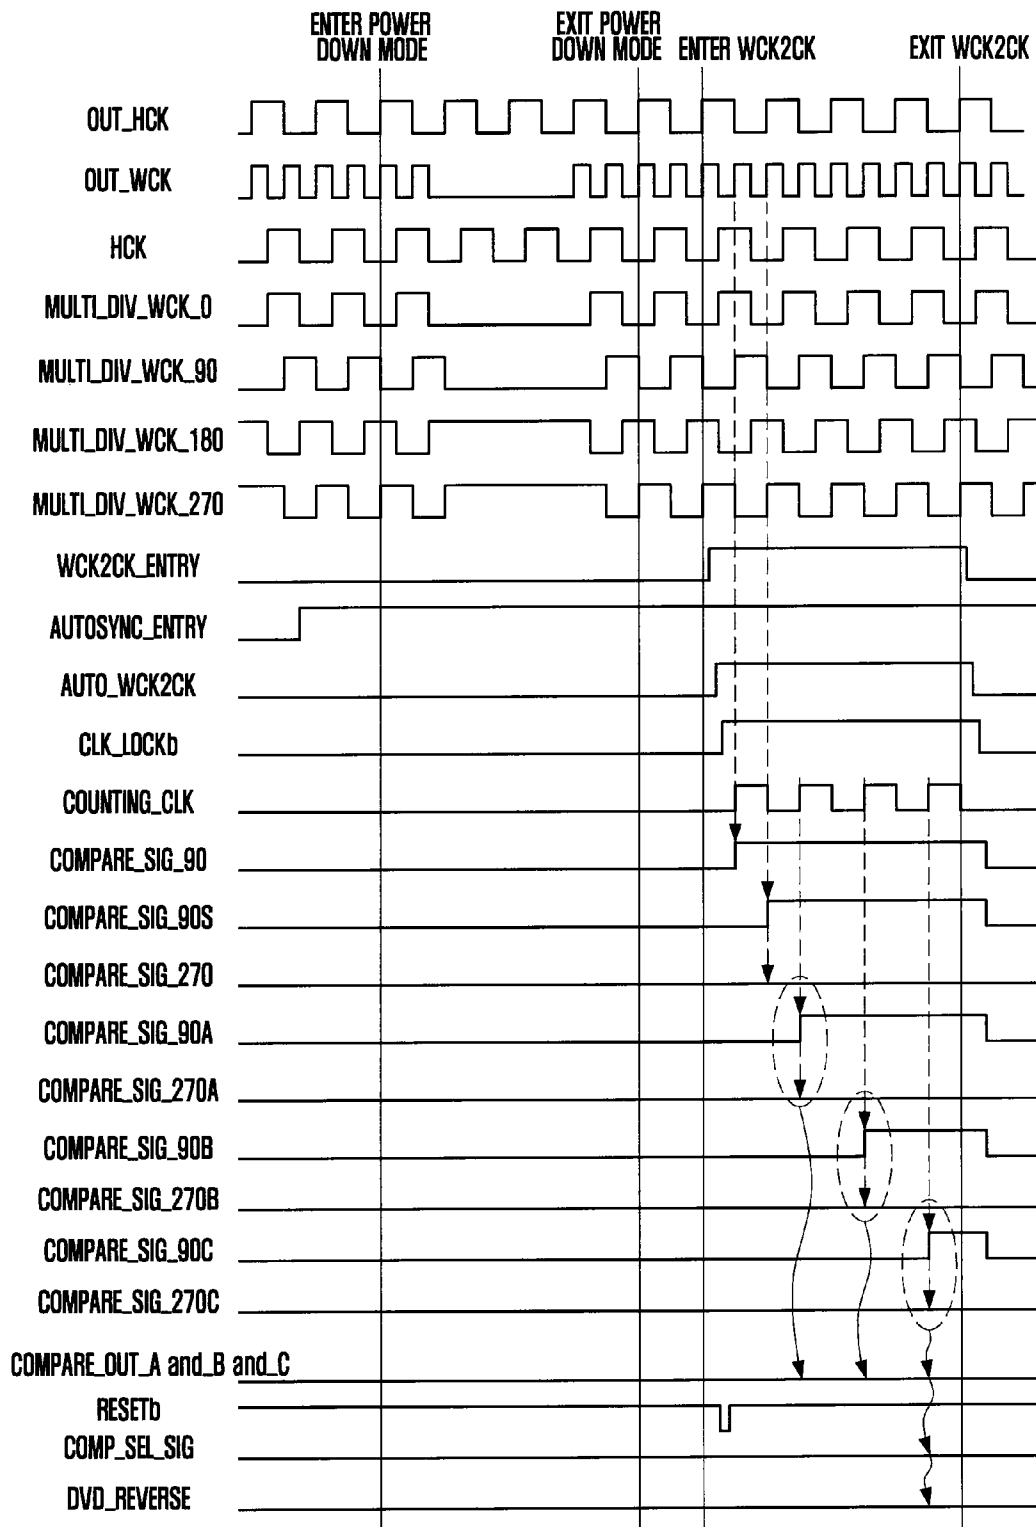 ENTER POWER
DOWN MODE
EXIT POWER
DOWN MODE
ENTER WCK2CK
EXIT WCK2CK
OUT_HCK
OUT_WCK
HCK
MULTI_DIV_WCK_0
MULTI_DIV_WCK_90
MULTI_DIV_WCK_180
MULTI_DIV_WCK_270
WCK2CK_ENTRY
AUTOSYNC_ENTRY
AUTO_WCK2CK
CLK_LOCKb
COUNTING_CLK
COMPARE_SIG_90
COMPARE_SIG_90S
COMPARE_SIG_270
COMPARE_SIG_90A
COMPARE_SIG_270A
COMPARE_SIG_90B
COMPARE_SIG_270B
COMPARE_SIG_90C
COMPARE_SIG_270C
COMPARE_OUT_A and_B and_C
RESETb
COMP_SEL_SIG
DVD_REVERSE